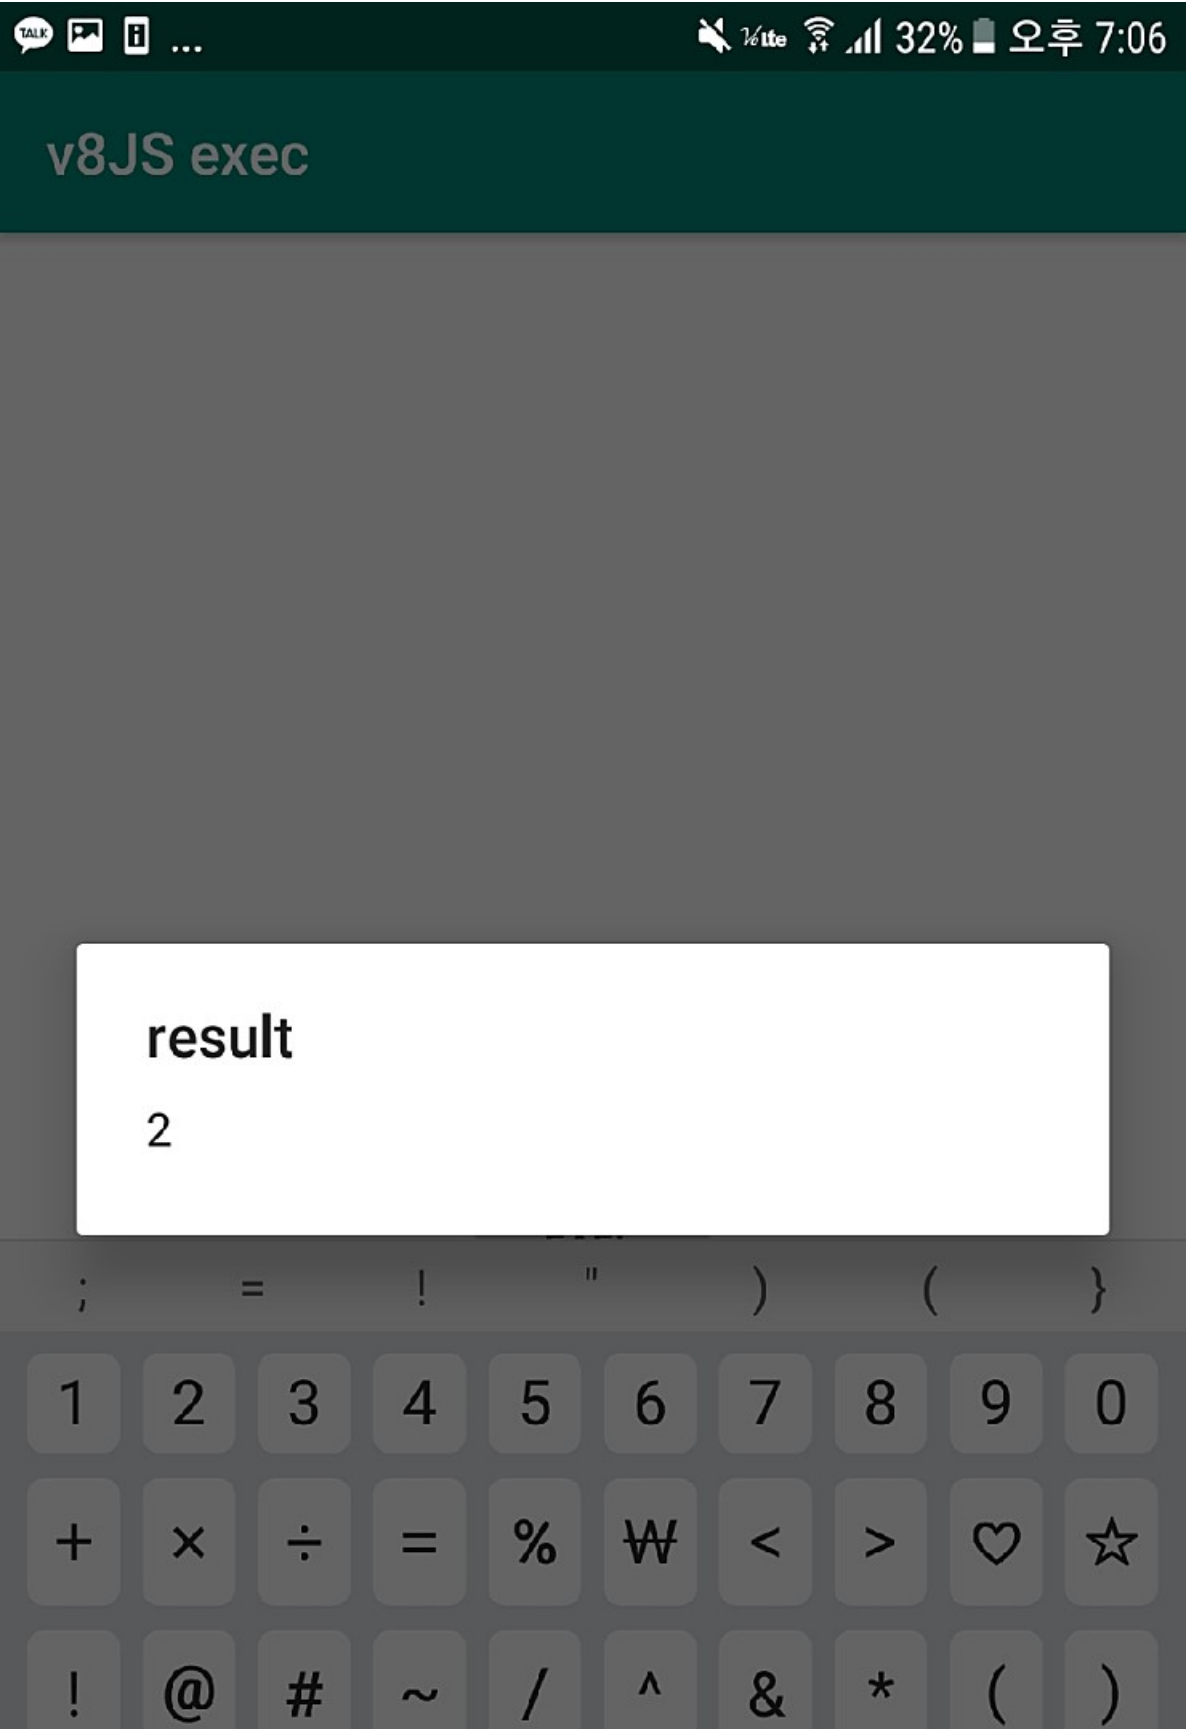 TALK ... VoLte 32% 오후 7:06
v8JS exec
result
2
; = ! " ) ( }
1 2 3 4 5 6 7 8 9 0
+ × ÷ = % ₩ < > ♡ ☆
! @ # ~ / ^ & * ( )